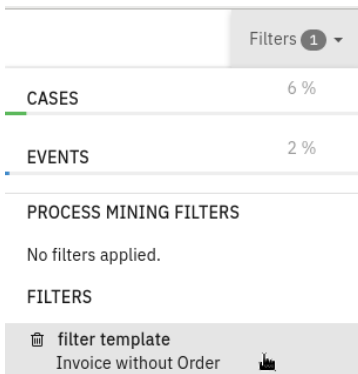 Filters 1
6 %
CASES
2 %
EVENTS
PROCESS MINING FILTERS
No filters applied.
FILTERS
filter template
Invoice without Order